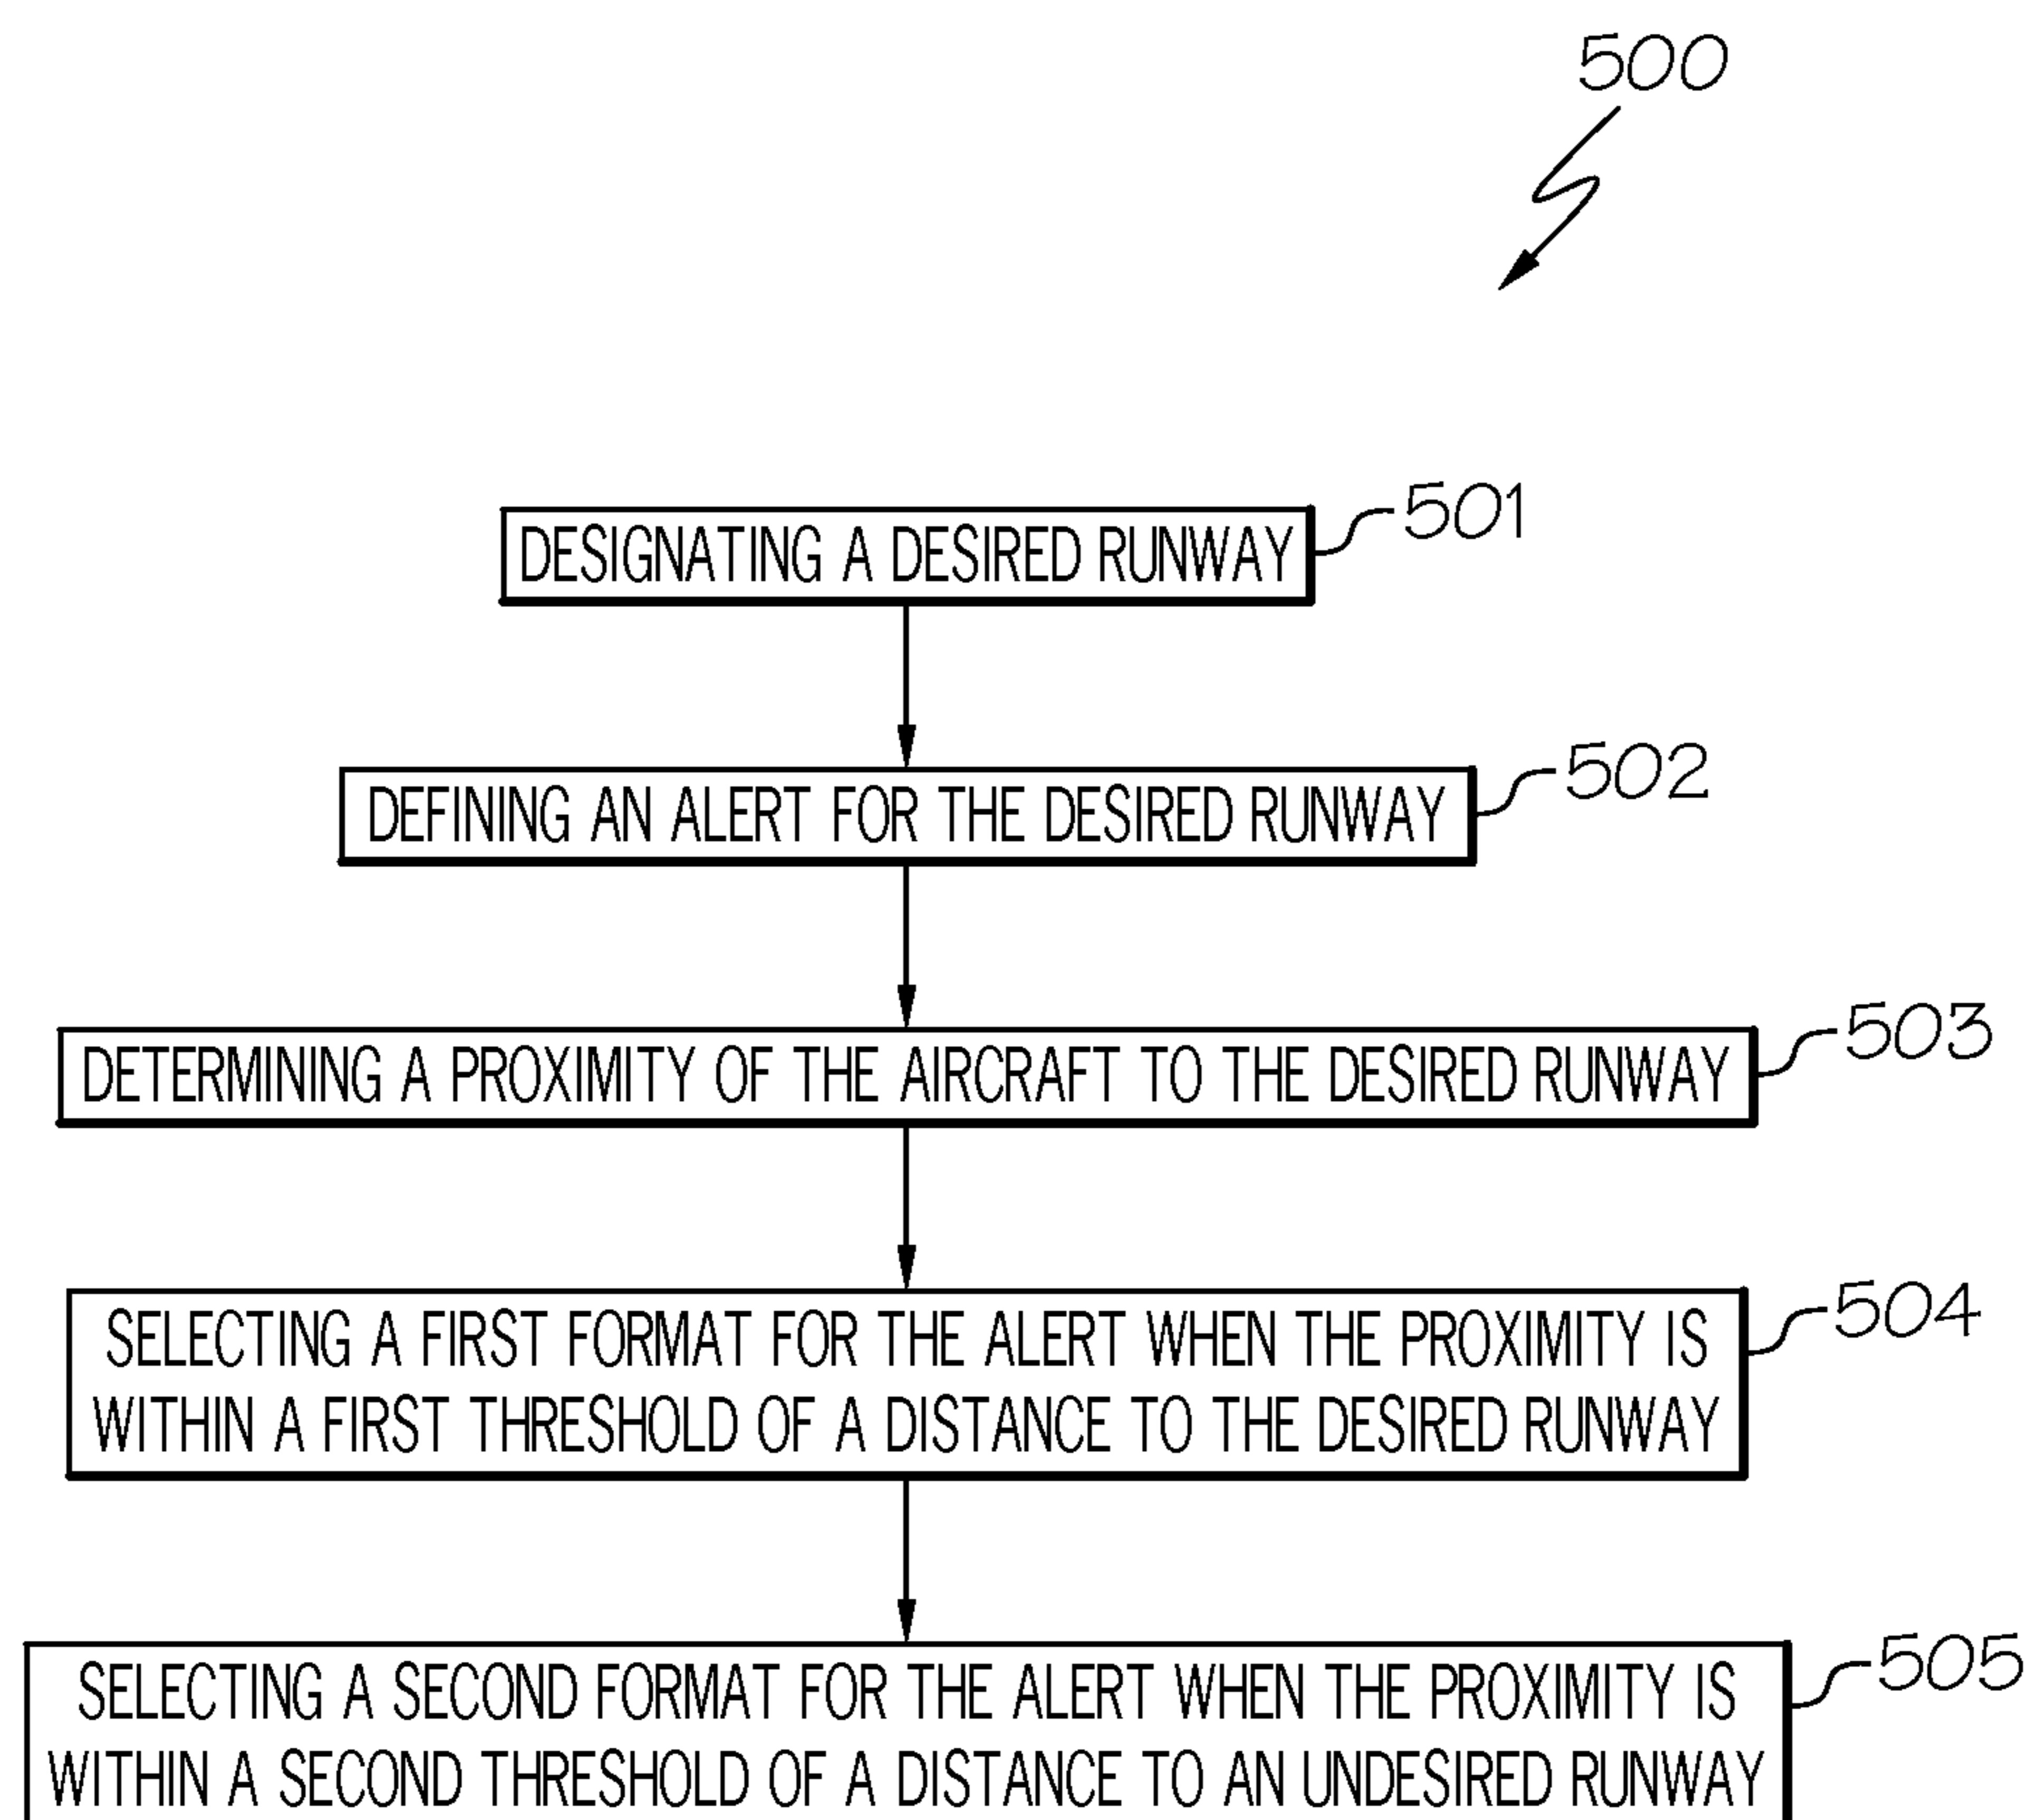 500
DESIGNATING A DESIRED RUNWAY
501
DEFINING AN ALERT FOR THE DESIRED RUNWAY
502
DETERMINING A PROXIMITY OF THE AIRCRAFT TO THE DESIRED RUNWAY
503
SELECTING A FIRST FORMAT FOR THE ALERT WHEN THE PROXIMITY IS
WITHIN A FIRST THRESHOLD OF A DISTANCE TO THE DESIRED RUNWAY
504
SELECTING A SECOND FORMAT FOR THE ALERT WHEN THE PROXIMITY IS
WITHIN A SECOND THRESHOLD OF A DISTANCE TO AN UNDESIRED RUNWAY
505